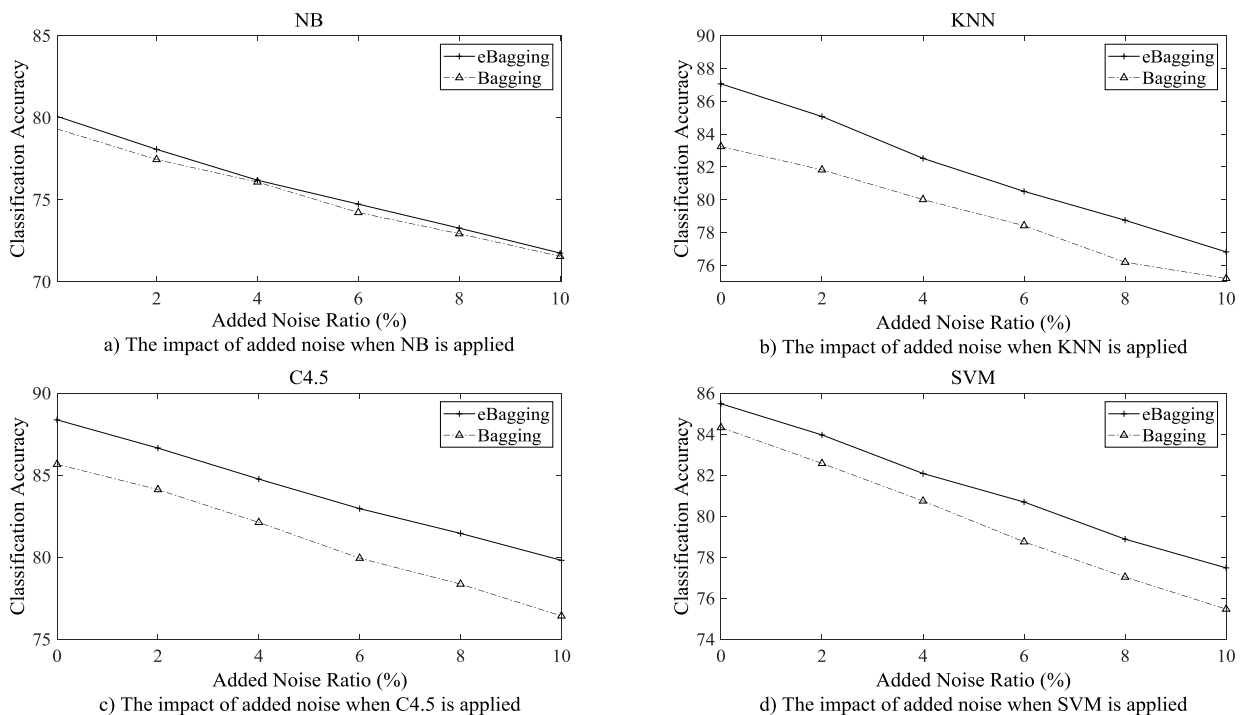 NB
85
80
75
70
2
4
6
8
10
Classification Accuracy
Added Noise Ratio (%)
eBagging
Bagging
a) The impact of added noise when NB is applied
KNN
90
88
86
84
82
80
78
76
0
2
4
6
8
10
Classification Accuracy
Added Noise Ratio (%)
eBagging
Bagging
b) The impact of added noise when KNN is applied
C4.5
90
85
80
75
0
2
4
6
8
10
Classification Accuracy
Added Noise Ratio (%)
eBagging
Bagging
c) The impact of added noise when C4.5 is applied
SVM
86
84
82
80
78
76
74
0
2
4
6
8
10
Classification Accuracy
Added Noise Ratio (%)
eBagging
Bagging
d) The impact of added noise when SVM is applied